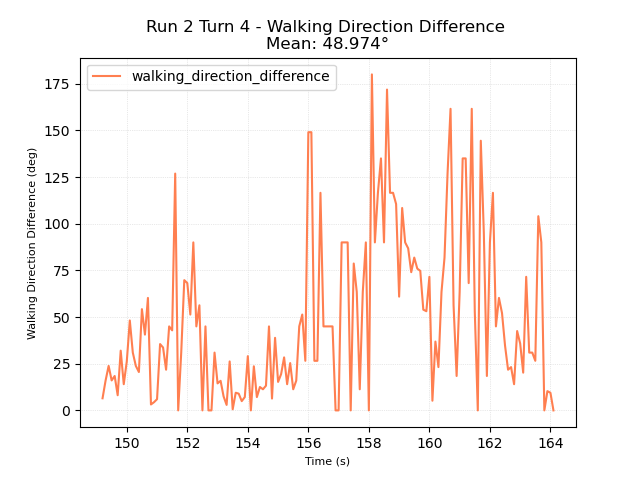 Run 2 Turn 4 - Walking Direction Difference
Mean: 48.974°
walking_direction_difference
Walking Direction Difference (deg)
175
150
125
100
75
50
25
0
150 152 154 156 158 160 162 164
Time (s)